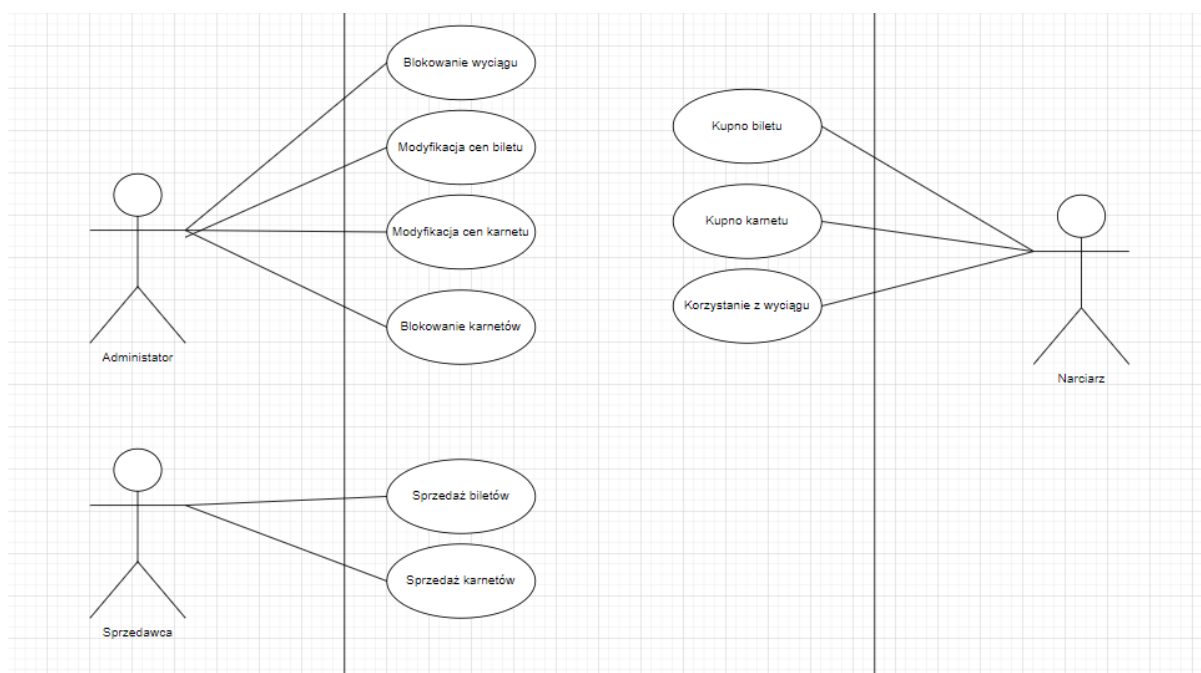 Blokowanie wyciągu
Modyfikacja cen biletu
Modyfikacja cen karnetu
Blokowanie karnetów
Administator
Sprzedaż biletów
Sprzedaż karnetów
Sprzedawca
Kupno biletu
Kupno karnetu
Korzystanie z wyciągu
Narciarz